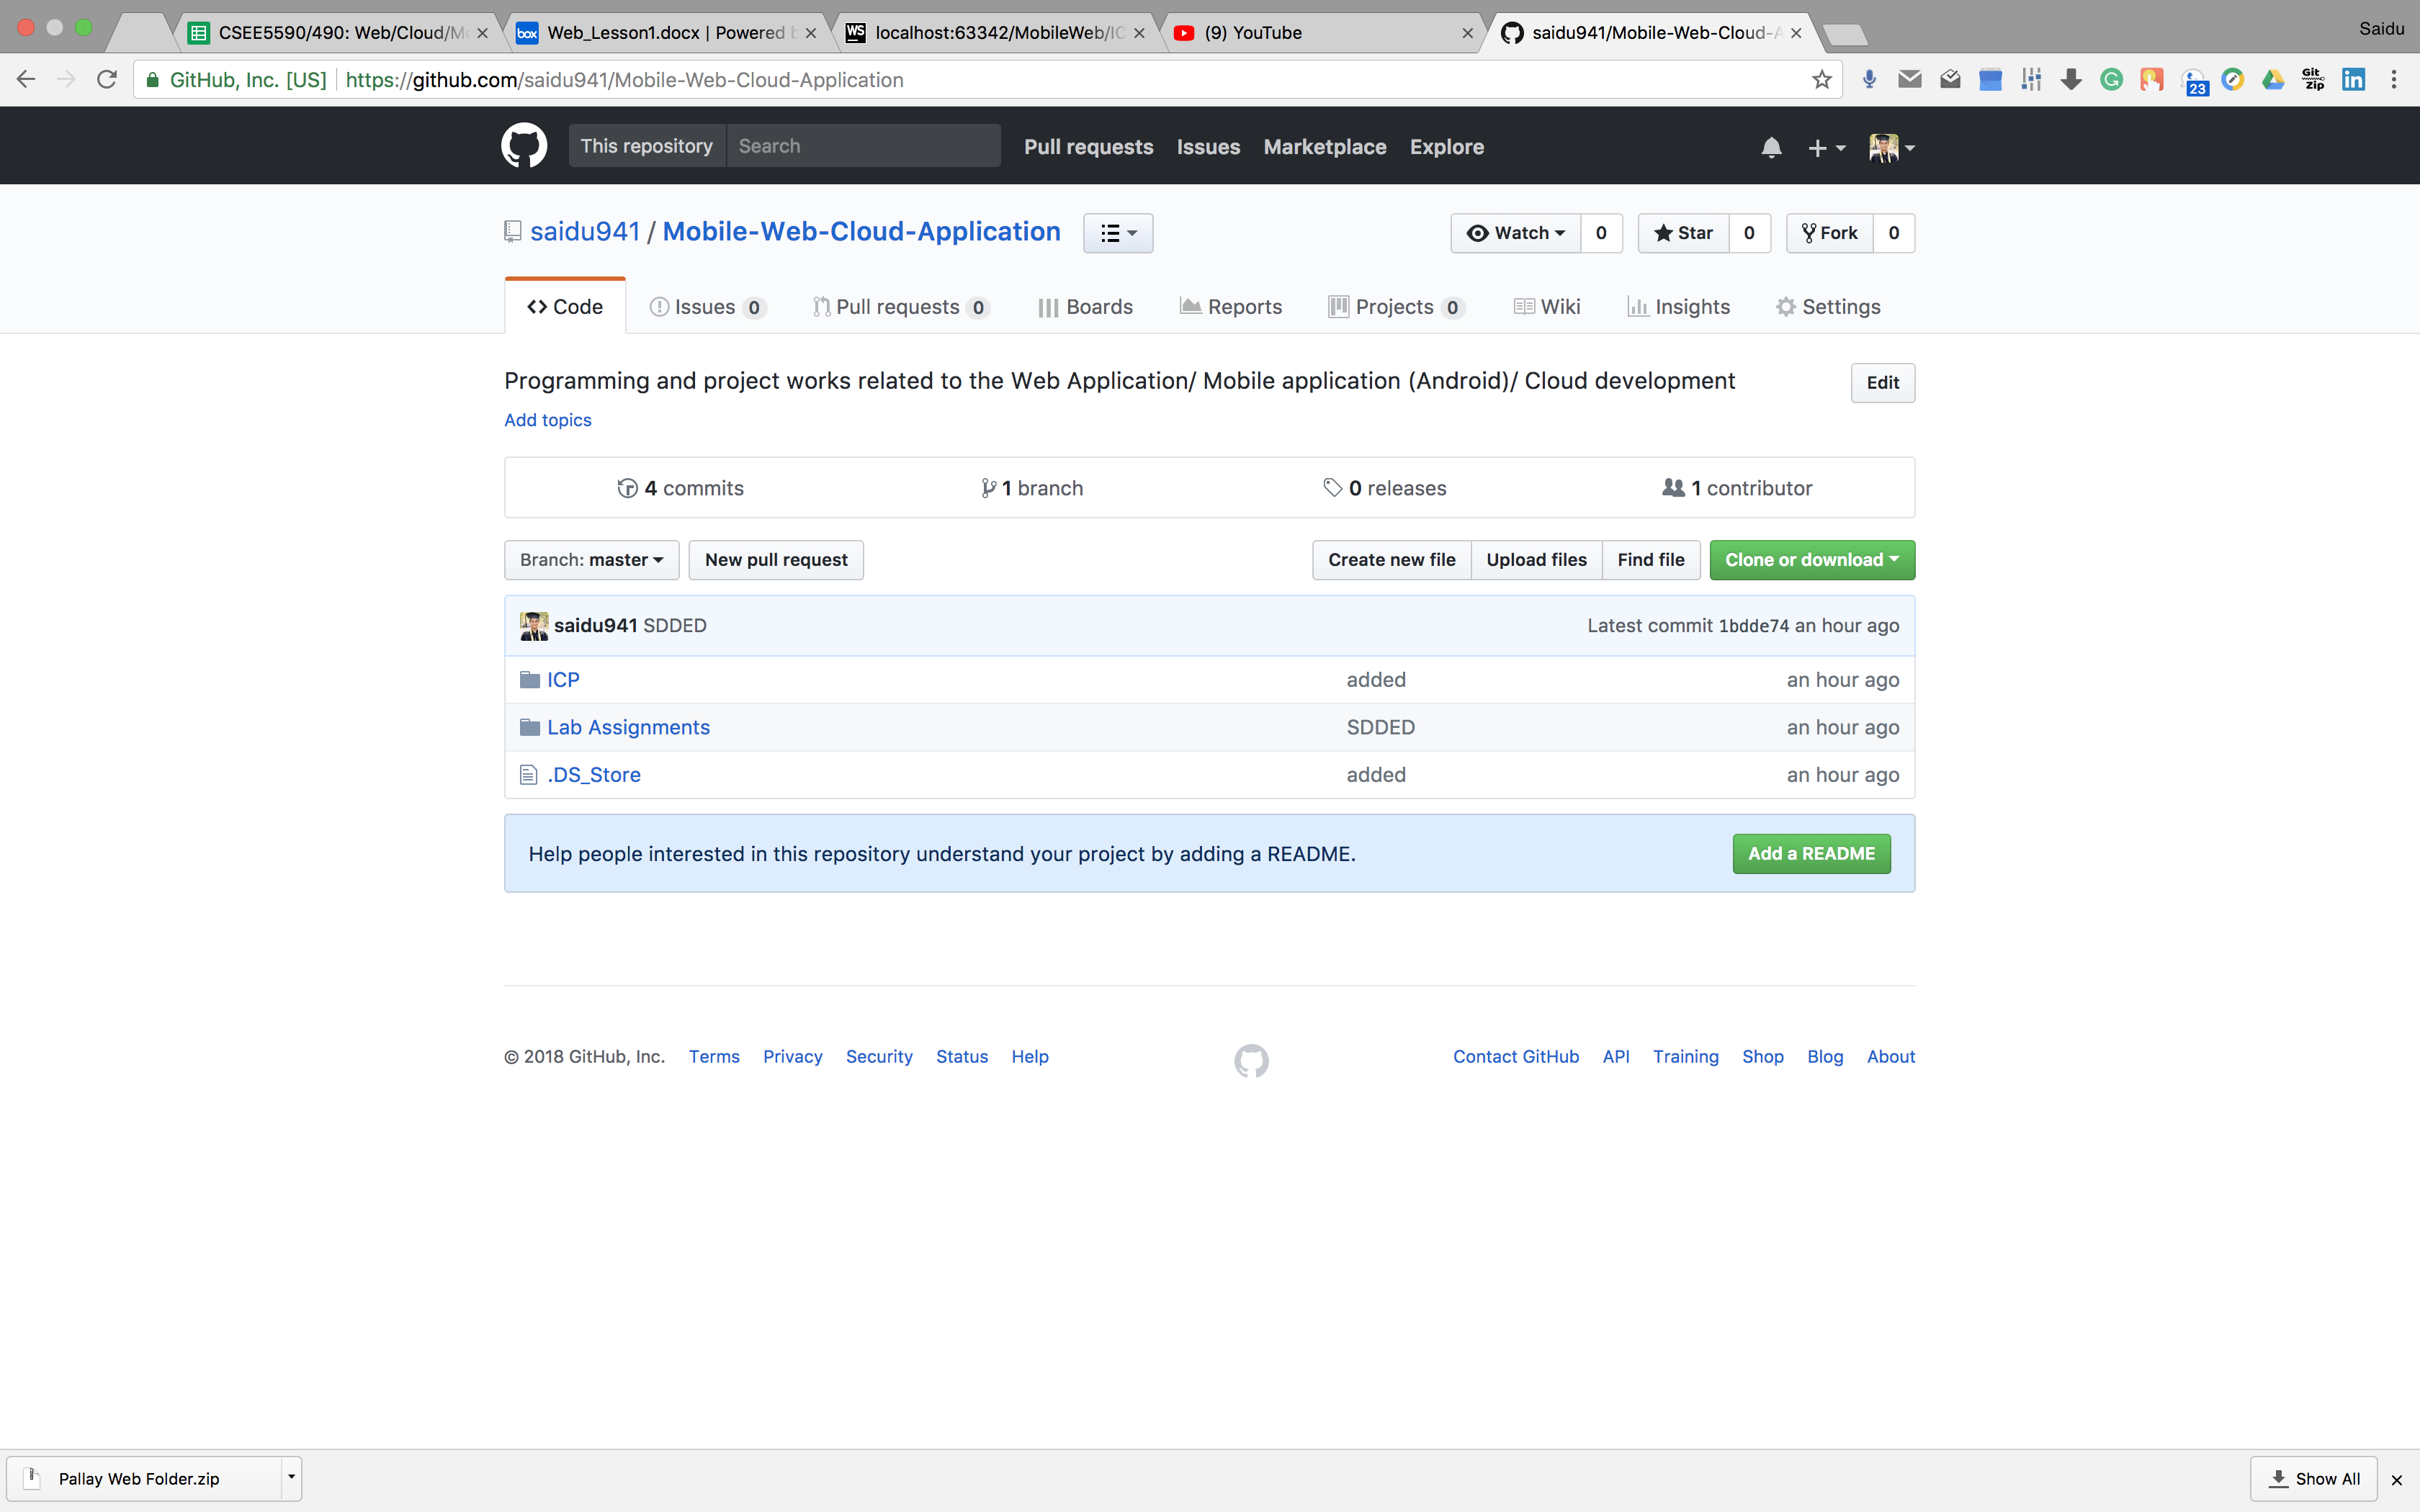 CSEE5590/490: Web/Cloud/Mo
box Web_Lesson1.docx | Powered b
WS localhost:63342/MobileWeb/IC
(9) YouTube
saidu941/Mobile-Web-Cloud-A
Saidu
GitHub, Inc. [US] https://github.com/saidu941/Mobile-Web-Cloud-Application
23
Git zip
in
This repository Search Pull requests Issues Marketplace Explore
saidu941 / Mobile-Web-Cloud-Application
Watch 0 Star 0 Fork 0
Code Issues 0 Pull requests 0 Boards Reports Projects 0 Wiki Insights Settings
Programming and project works related to the Web Application/ Mobile application (Android)/ Cloud development
Edit
Add topics
4 commits 1 branch 0 releases 1 contributor
Branch: master New pull request Create new file Upload files Find file Clone or download
saidu941 SDDED Latest commit 1bdde74 an hour ago
ICP added an hour ago
Lab Assignments SDDED an hour ago
.DS_Store added an hour ago
Help people interested in this repository understand your project by adding a README. Add a README
© 2018 GitHub, Inc. Terms Privacy Security Status Help Contact GitHub API Training Shop Blog About
Pallay Web Folder.zip Show All